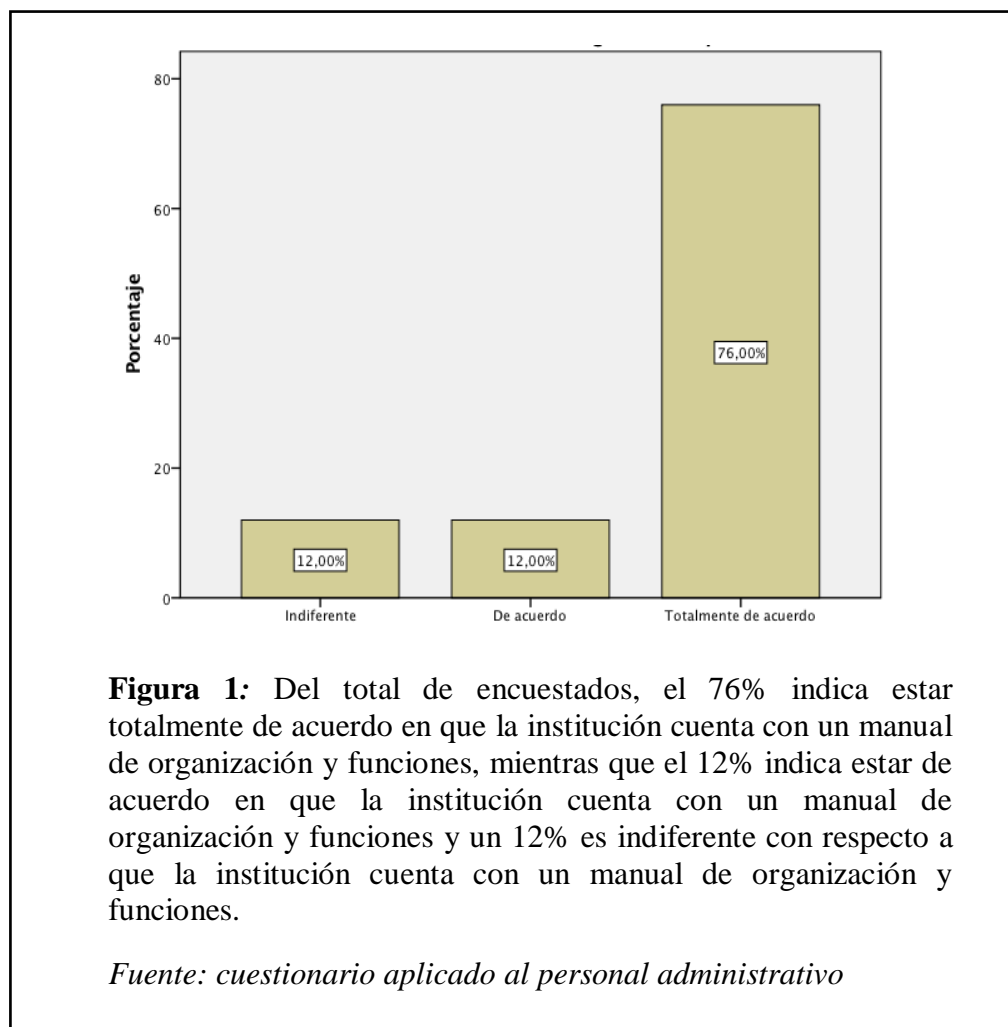 80
60
40
20
0
Porcentaje
76,00%
12,00%
12,00%
Indiferente
De acuerdo
Totalmente de acuerdo
Figura 1: Del total de encuestados, el 76% indica estar
totalmente de acuerdo en que la institución cuenta con un manual
de organización y funciones, mientras que el 12% indica estar de
acuerdo en que la institución cuenta con un manual de
organización y funciones y un 12% es indiferente con respecto a
que la institución cuenta con un manual de organización y
funciones.
Fuente: cuestionario aplicado al personal administrativo